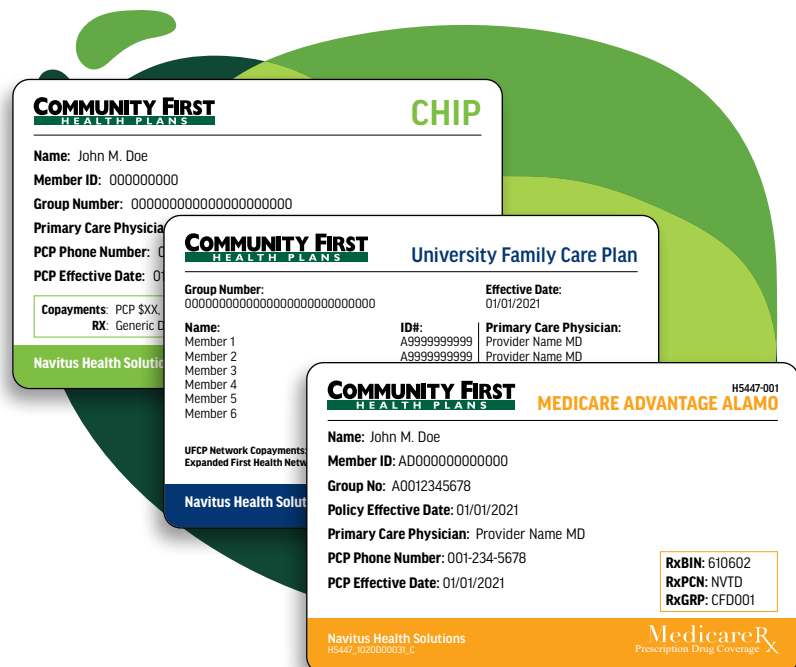 COMMUNITY FIRST
HEALTH PLANS
CHIP
Name: John M. Doe
Member ID: 000000000
Group Number: 000000000000000000000
Primary Care
PCP Phone Number:
PCP Effective Date:
Copayments: PCP $XX,
RX: Generic
Navitus Health
COMMUNITY FIRST
HEALTH PLANS
University Family Care Plan
Group Number:
0000000000000000000000000000
Effective Date:
01/01/2021
Name:
Member 1
Member 2
Member 3
Member 4
Member 5
Member 6
ID#:
A9999999999
A9999999999
Primary Care Physician:
Provider Name MD
Provider Name MD
UFCP Network Copayments:
Expanded First Health
Navitus Health
COMMUNITY FIRST
HEALTH PLANS
H5447-001
MEDICARE ADVANTAGE ALAMO
Name: John M. Doe
Member ID: AD000000000000
Group No: A0012345678
Policy Effective Date: 01/01/2021
Primary Care Physician: Provider Name MD
PCP Phone Number: 001-234-5678
PCP Effective Date: 01/01/2021
RxBIN: 610602
RxPCN: NVTD
RxGRP: CFD001
Navitus Health Solutions
H5447_1020D00031_C
MedicareRx
Prescription Drug Coverage